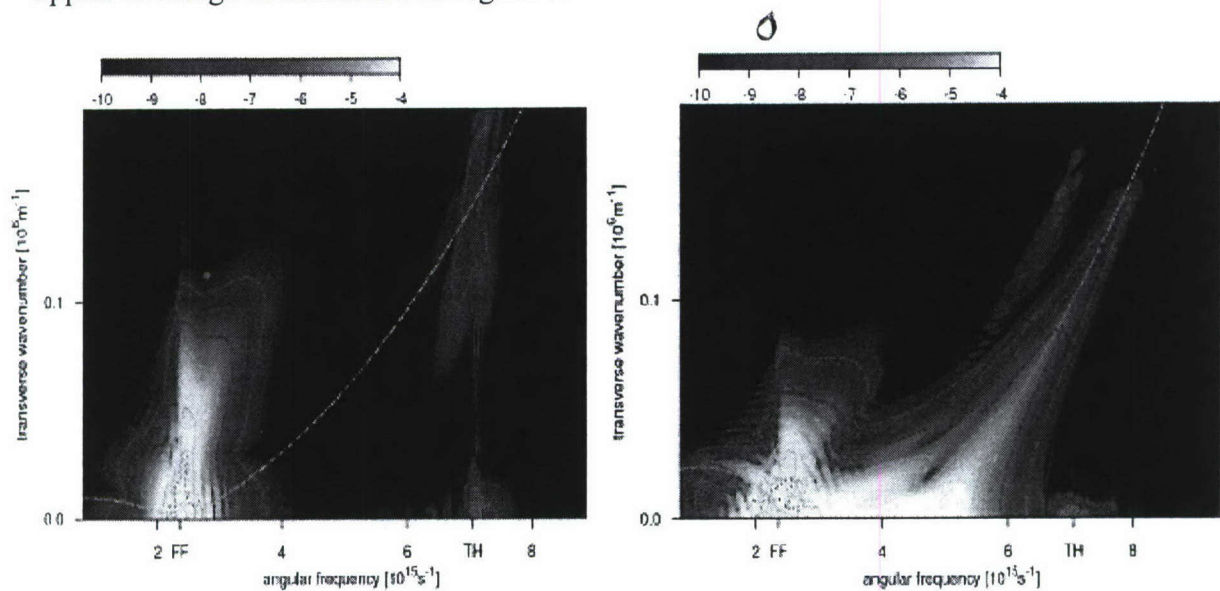 -10 -9 -8 -7 -6 -5 -4
transverse wavenumber [10⁶m⁻¹]
0.1
0.0
2 FF 4 6 TH 8
angular frequency [10¹⁵s⁻¹]
-10 -9 -8 -7 -6 -5 -4
transverse wavenumber [10⁶m⁻¹]
0.1
0.0
2 FF 4 6 TH 8
angular frequency [10¹⁵s⁻¹]